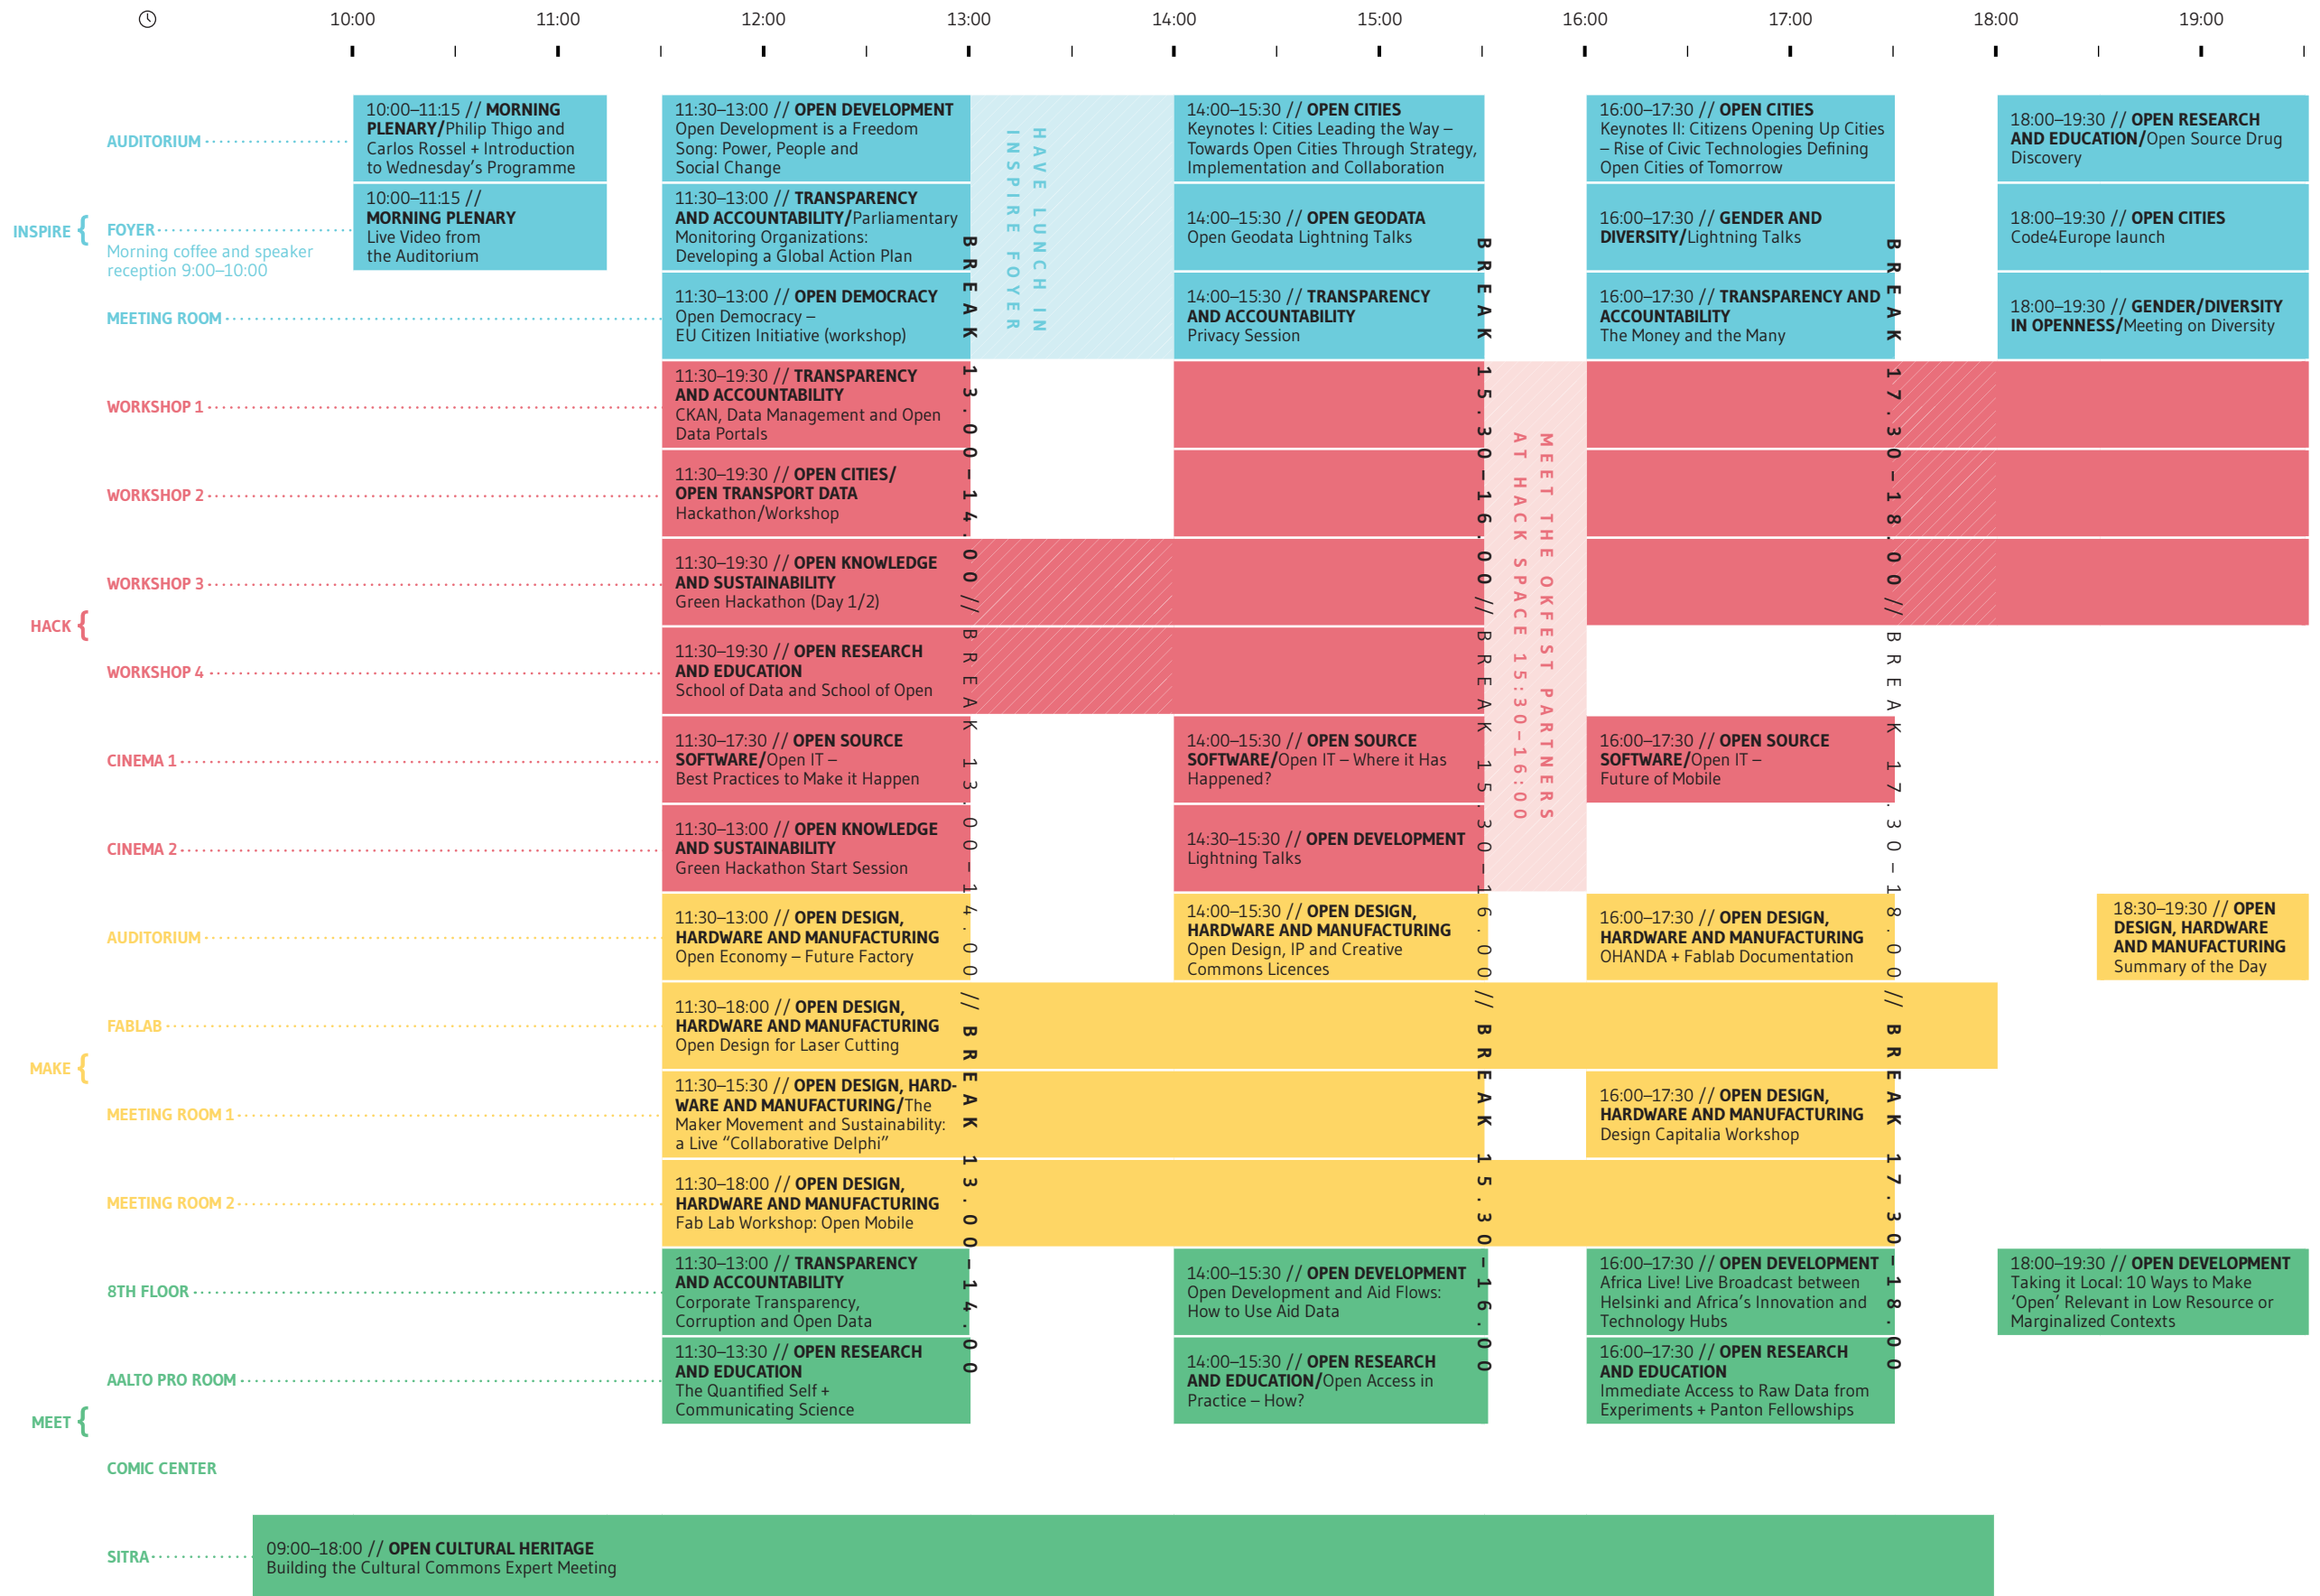 10:00 11:00 12:00 13:00 14:00 15:00 16:00 17:00 18:00 19:00
INSPIRE {
AUDITORIUM
10:00–11:15 // MORNING
PLENARY/Philip Thigo and
Carlos Rossel + Introduction
to Wednesday's Programme
11:30–13:00 // OPEN DEVELOPMENT
Open Development is a Freedom
Song: Power, People and
Social Change
14:00–15:30 // OPEN CITIES
Keynotes I: Cities Leading the Way –
Towards Open Cities Through Strategy,
Implementation and Collaboration
16:00–17:30 // OPEN CITIES
Keynotes II: Citizens Opening Up Cities
– Rise of Civic Technologies Defining
Open Cities of Tomorrow
18:00–19:30 // OPEN RESEARCH
AND EDUCATION/Open Source Drug
Discovery
FOYER
Morning coffee and speaker
reception 9:00–10:00
10:00–11:15 //
MORNING PLENARY
Live Video from
the Auditorium
11:30–13:00 // TRANSPARENCY
AND ACCOUNTABILITY/Parliamentary
Monitoring Organizations:
Developing a Global Action Plan
14:00–15:30 // OPEN GEODATA
Open Geodata Lightning Talks
16:00–17:30 // GENDER AND
DIVERSITY/Lightning Talks
18:00–19:30 // OPEN CITIES
Code4Europe launch
MEETING ROOM
11:30–13:00 // OPEN DEMOCRACY
Open Democracy –
EU Citizen Initiative (workshop)
14:00–15:30 // TRANSPARENCY
AND ACCOUNTABILITY
Privacy Session
16:00–17:30 // TRANSPARENCY AND
ACCOUNTABILITY
The Money and the Many
18:00–19:30 // GENDER/DIVERSITY
IN OPENNESS/Meeting on Diversity
HAVE LUNCH IN
INSPIRE FOYER
HACK {
WORKSHOP 1
11:30–19:30 // TRANSPARENCY
AND ACCOUNTABILITY
CKAN, Data Management and Open
Data Portals
WORKSHOP 2
11:30–19:30 // OPEN CITIES/
OPEN TRANSPORT DATA
Hackathon/Workshop
WORKSHOP 3
11:30–19:30 // OPEN KNOWLEDGE
AND SUSTAINABILITY
Green Hackathon (Day 1/2)
WORKSHOP 4
11:30–19:30 // OPEN RESEARCH
AND EDUCATION
School of Data and School of Open
CINEMA 1
11:30–17:30 // OPEN SOURCE
SOFTWARE/Open IT –
Best Practices to Make it Happen
14:00–15:30 // OPEN SOURCE
SOFTWARE/Open IT – Where it Has
Happened?
16:00–17:30 // OPEN SOURCE
SOFTWARE/Open IT –
Future of Mobile
CINEMA 2
11:30–13:00 // OPEN KNOWLEDGE
AND SUSTAINABILITY
Green Hackathon Start Session
14:30–15:30 // OPEN DEVELOPMENT
Lightning Talks
MEET THE OKFEST PARTNERS
AT HACK SPACE 15:30–16:00
MAKE {
AUDITORIUM
11:30–13:00 // OPEN DESIGN,
HARDWARE AND MANUFACTURING
Open Economy – Future Factory
14:00–15:30 // OPEN DESIGN,
HARDWARE AND MANUFACTURING
Open Design, IP and Creative
Commons Licences
16:00–17:30 // OPEN DESIGN,
HARDWARE AND MANUFACTURING
OHANDA + Fablab Documentation
18:30–19:30 // OPEN
DESIGN, HARDWARE
AND MANUFACTURING
Summary of the Day
FABLAB
11:30–18:00 // OPEN DESIGN,
HARDWARE AND MANUFACTURING
Open Design for Laser Cutting
MEETING ROOM 1
11:30–15:30 // OPEN DESIGN, HARD-
WARE AND MANUFACTURING/The
Maker Movement and Sustainability:
a Live "Collaborative Delphi"
16:00–17:30 // OPEN DESIGN,
HARDWARE AND MANUFACTURING
Design Capitalia Workshop
MEETING ROOM 2
11:30–18:00 // OPEN DESIGN,
HARDWARE AND MANUFACTURING
Fab Lab Workshop: Open Mobile
MEET {
8TH FLOOR
11:30–13:00 // TRANSPARENCY
AND ACCOUNTABILITY
Corporate Transparency,
Corruption and Open Data
14:00–15:30 // OPEN DEVELOPMENT
Open Development and Aid Flows:
How to Use Aid Data
16:00–17:30 // OPEN DEVELOPMENT
Africa Live! Live Broadcast between
Helsinki and Africa's Innovation and
Technology Hubs
18:00–19:30 // OPEN DEVELOPMENT
Taking it Local: 10 Ways to Make
'Open' Relevant in Low Resource or
Marginalized Contexts
AALTO PRO ROOM
11:30–13:30 // OPEN RESEARCH
AND EDUCATION
The Quantified Self +
Communicating Science
14:00–15:30 // OPEN RESEARCH
AND EDUCATION/Open Access in
Practice – How?
16:00–17:30 // OPEN RESEARCH
AND EDUCATION
Immediate Access to Raw Data from
Experiments + Panton Fellowships
COMIC CENTER
SITRA
09:00–18:00 // OPEN CULTURAL HERITAGE
Building the Cultural Commons Expert Meeting
BREAK 13.00–14.00 // BREAK 13.00–14.00 // BREAK 13.00–14.00
BREAK 15.30–16.00 // BREAK 15.30–16.00 // BREAK 15.30–16.00
BREAK 17.30–18.00 // BREAK 17.30–18.00 // BREAK 17.30–18.00